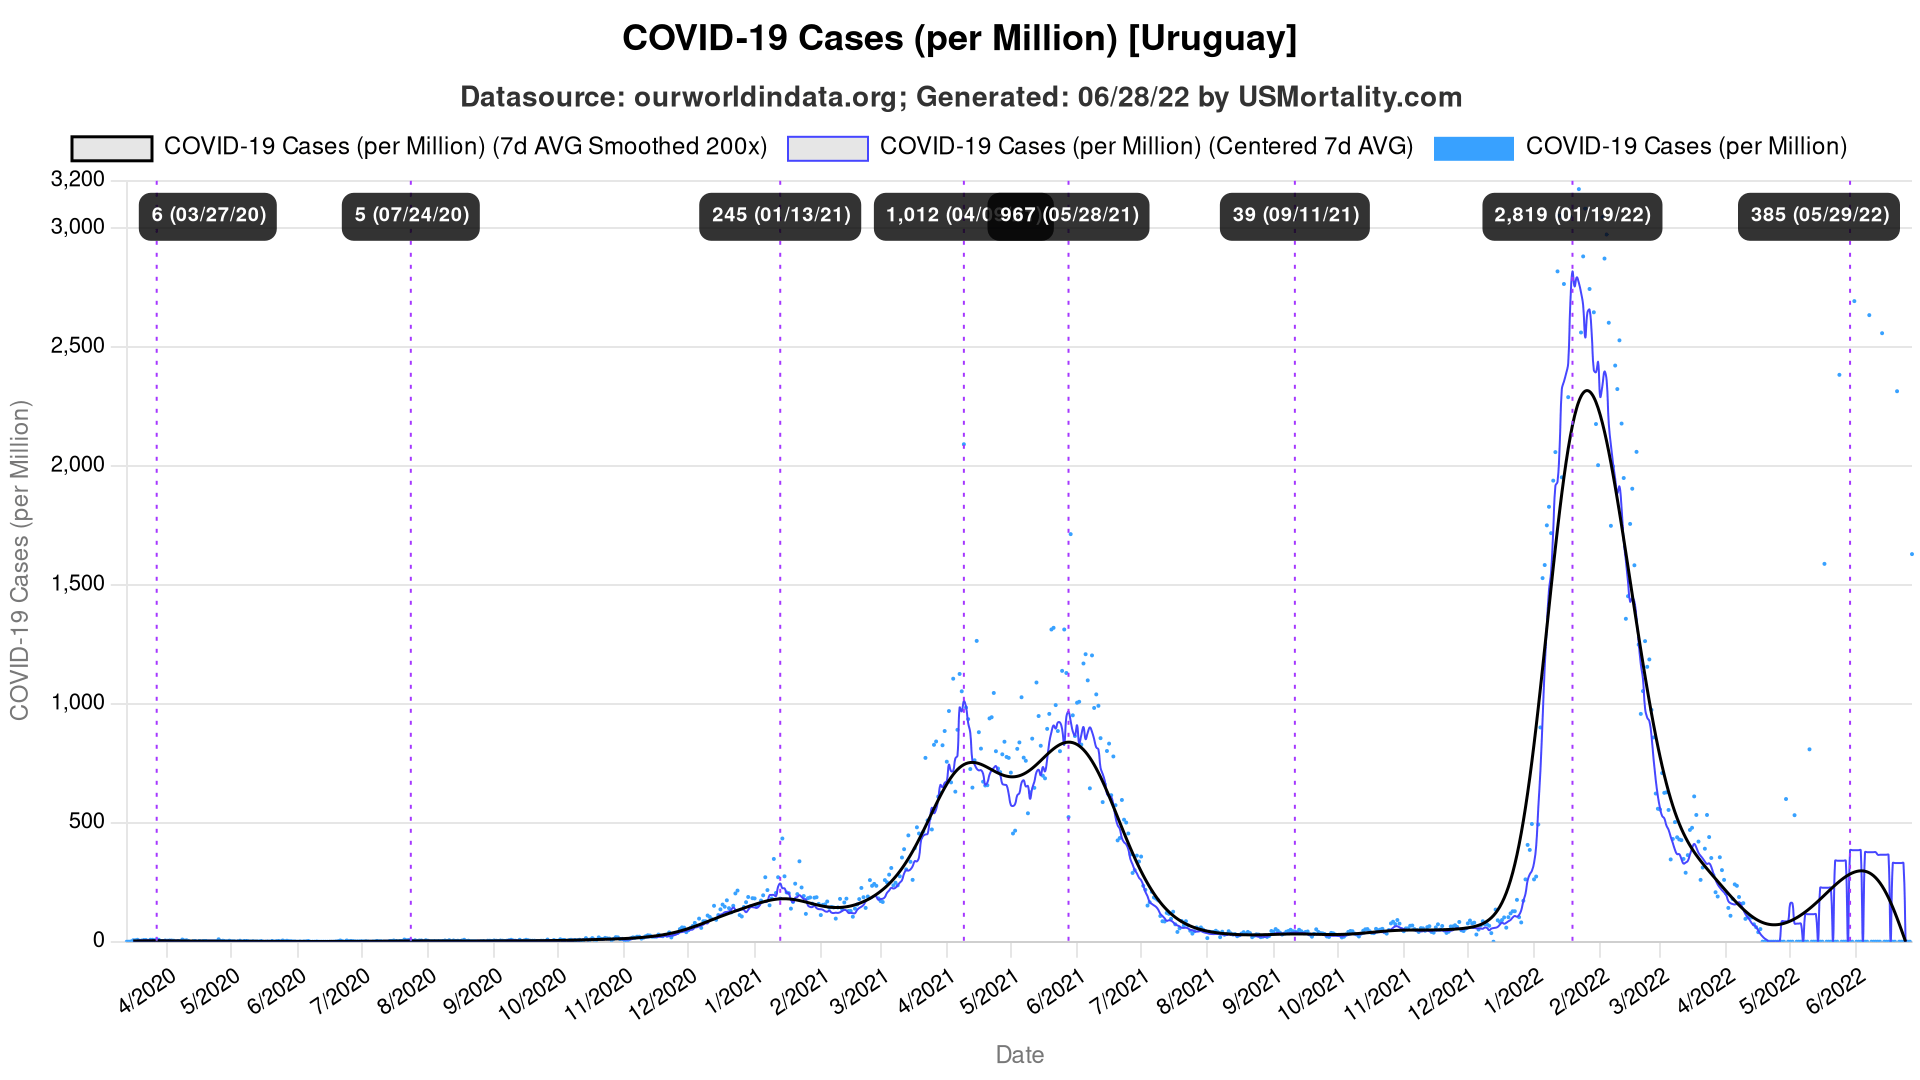 COVID-19 Cases (per Million) [Uruguay]
Datasource: ourworldindata.org; Generated: 06/28/22 by USMortality.com
COVID-19 Cases (per Million) (7d AVG Smoothed 200x) COVID-19 Cases (per Million) (Centered 7d AVG) COVID-19 Cases (per Million)
3,200
6 (03/27/20) 5 (07/24/20) 245 (01/13/21) 1,012 (04/0 967 (05/28/21) 39 (09/11/21) 2,819 (01/19/22) 385 (05/29/22)
3,000
2,500
2,000
1,500
1,000
500
0
COVID-19 Cases (per Million)
4/2020 5/2020 6/2020 7/2020 8/2020 9/2020 10/2020 11/2020 12/2020 1/2021 2/2021 3/2021 4/2021 5/2021 6/2021 7/2021 8/2021 9/2021 10/2021 11/2021 12/2021 1/2022 2/2022 3/2022 4/2022 5/2022 6/2022
Date